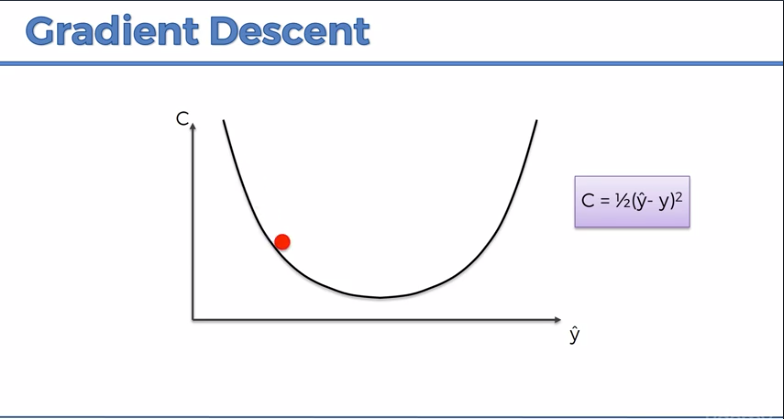 Gradient Descent
C
C = ½(ŷ- y)²
ŷ